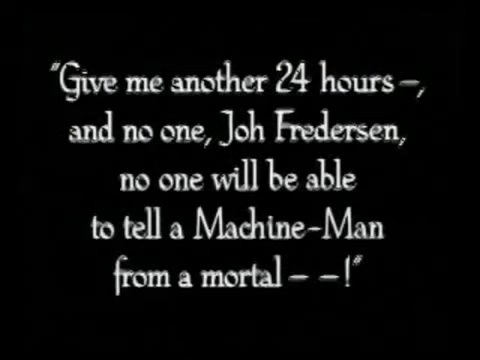 "Give me another 24 hours –,
and no one, Joh Fredersen,
no one will be able
to tell a Machine-Man
from a mortal – – !"